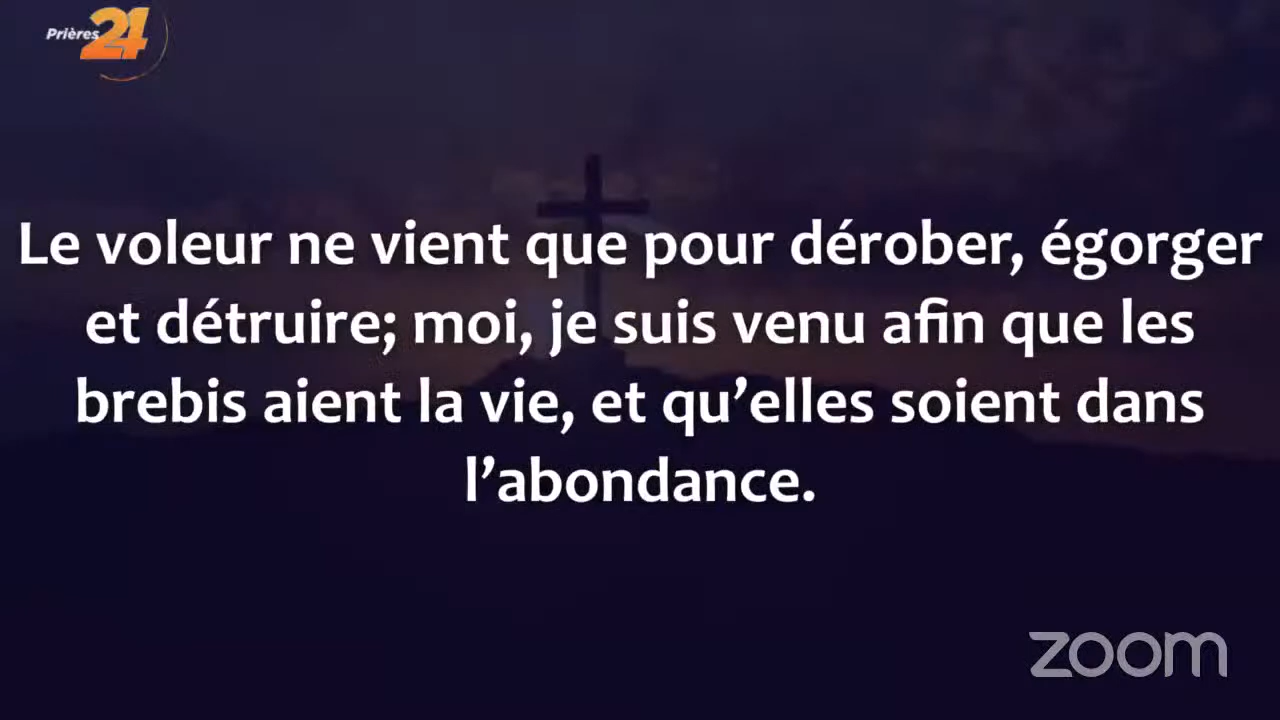 Prières 21
Le voleur ne vient que pour dérober, égorger
et détruire; moi, je suis venu afin que les
brebis aient la vie, et qu’elles soient dans
l’abondance.
zoom